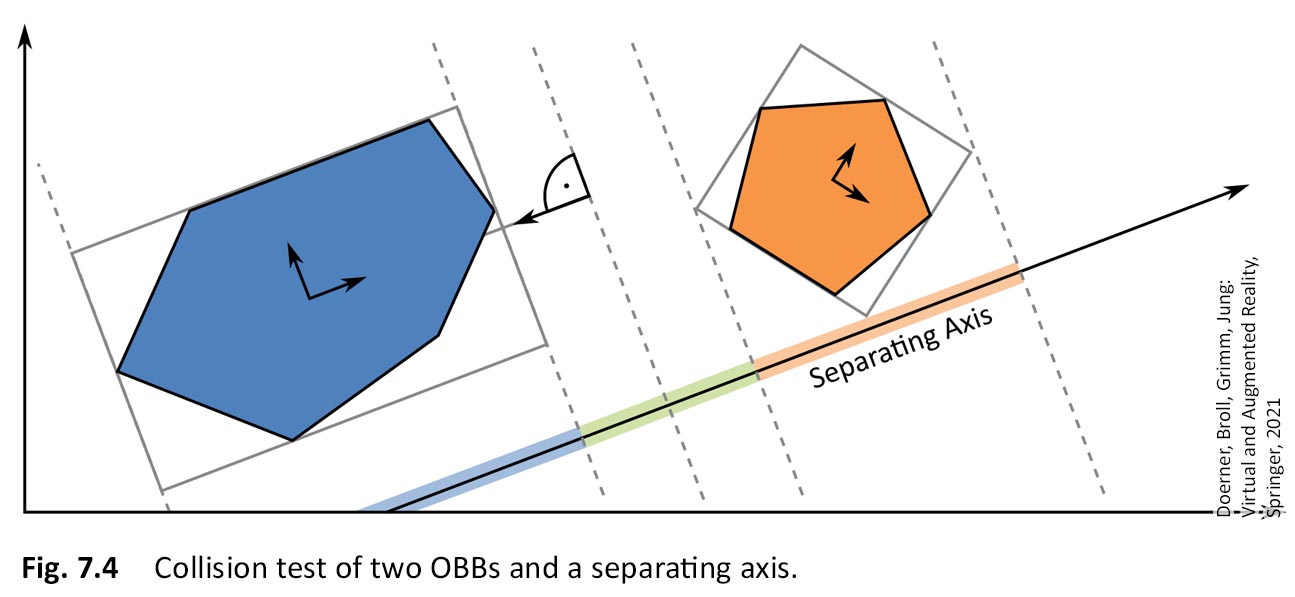 Separating Axis
Doerner, Broll, Grimm, Jung:
Virtual and Augmented Reality,
Springer, 2021
Fig. 7.4 Collision test of two OBBs and a separating axis.